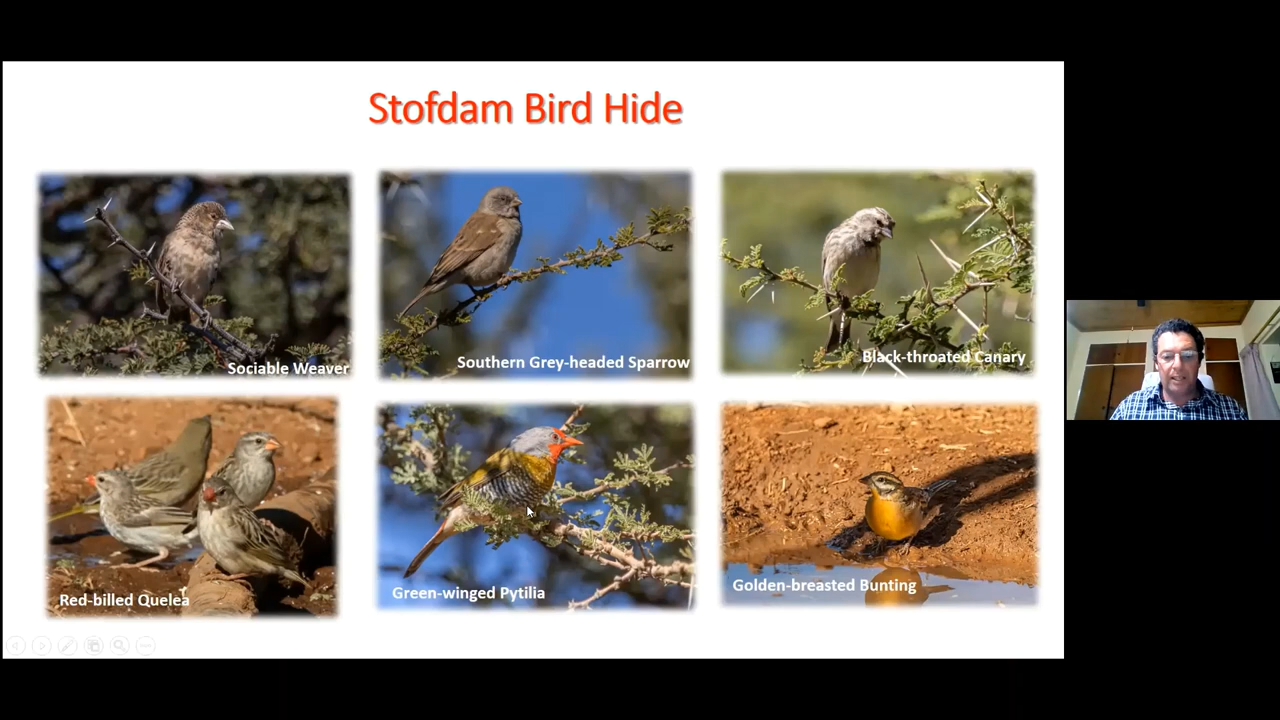 Stofdam Bird Hide
Sociable Weaver
Southern Grey-headed Sparrow
Black-throated Canary
Red-billed Quelea
Green-winged Pytilia
Golden-breasted Bunting